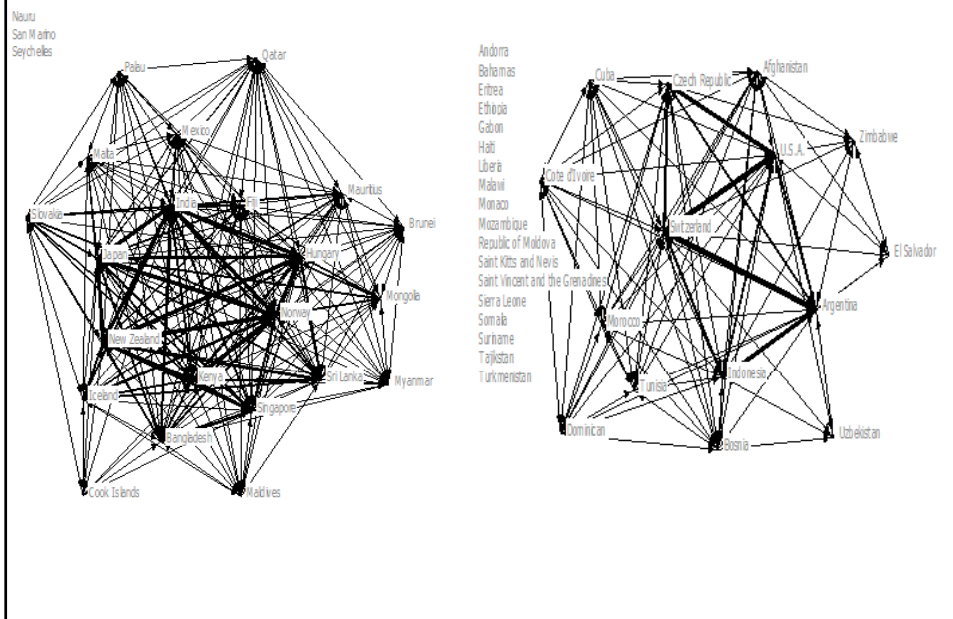 Nauru
San Marino
Seychelles
Palau
Qatar
Mexico
Malta
India
Fiji
Mauritius
Slovakia
Brunei
Japan
Hungary
Mongolia
Norway
New Zealand
Kenya
Sri Lanka
Myanmar
Iceland
Singapore
Bangladesh
Cook Islands
Maldives
Andorra
Bahamas
Eritrea
Ethiopia
Gabon
Haiti
Liberia
Malawi
Monaco
Mozambique
Republic of Moldova
Saint Kitts and Nevis
Saint Vincent and the Grenadines
Sierra Leone
Somalia
Suriname
Tajikistan
Turkmenistan
Cuba
Czech Republic
Afghanistan
Zimbabwe
U.S.A.
Cote d'Ivoire
Switzerland
El Salvador
Argentina
Morocco
Indonesia
Tunisia
Dominican
Bosnia
Uzbekistan